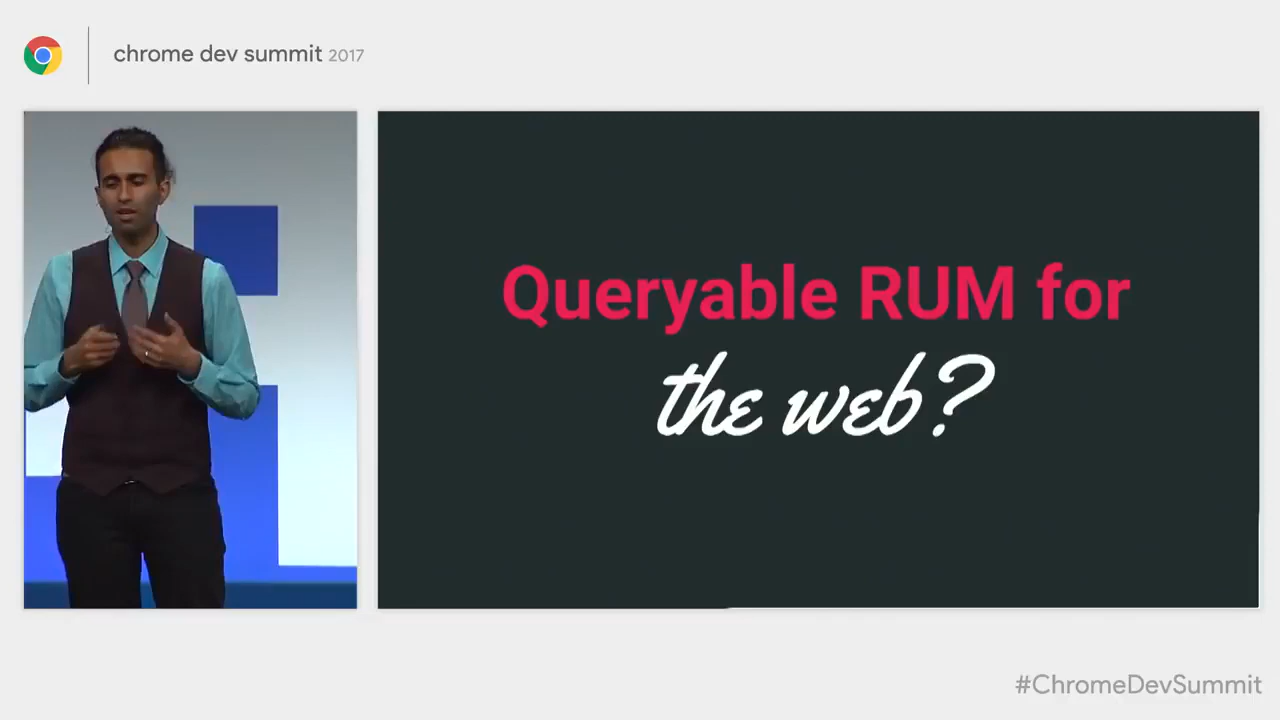 chrome dev summit 2017
Queryable RUM for
the web?
#ChromeDevSummit